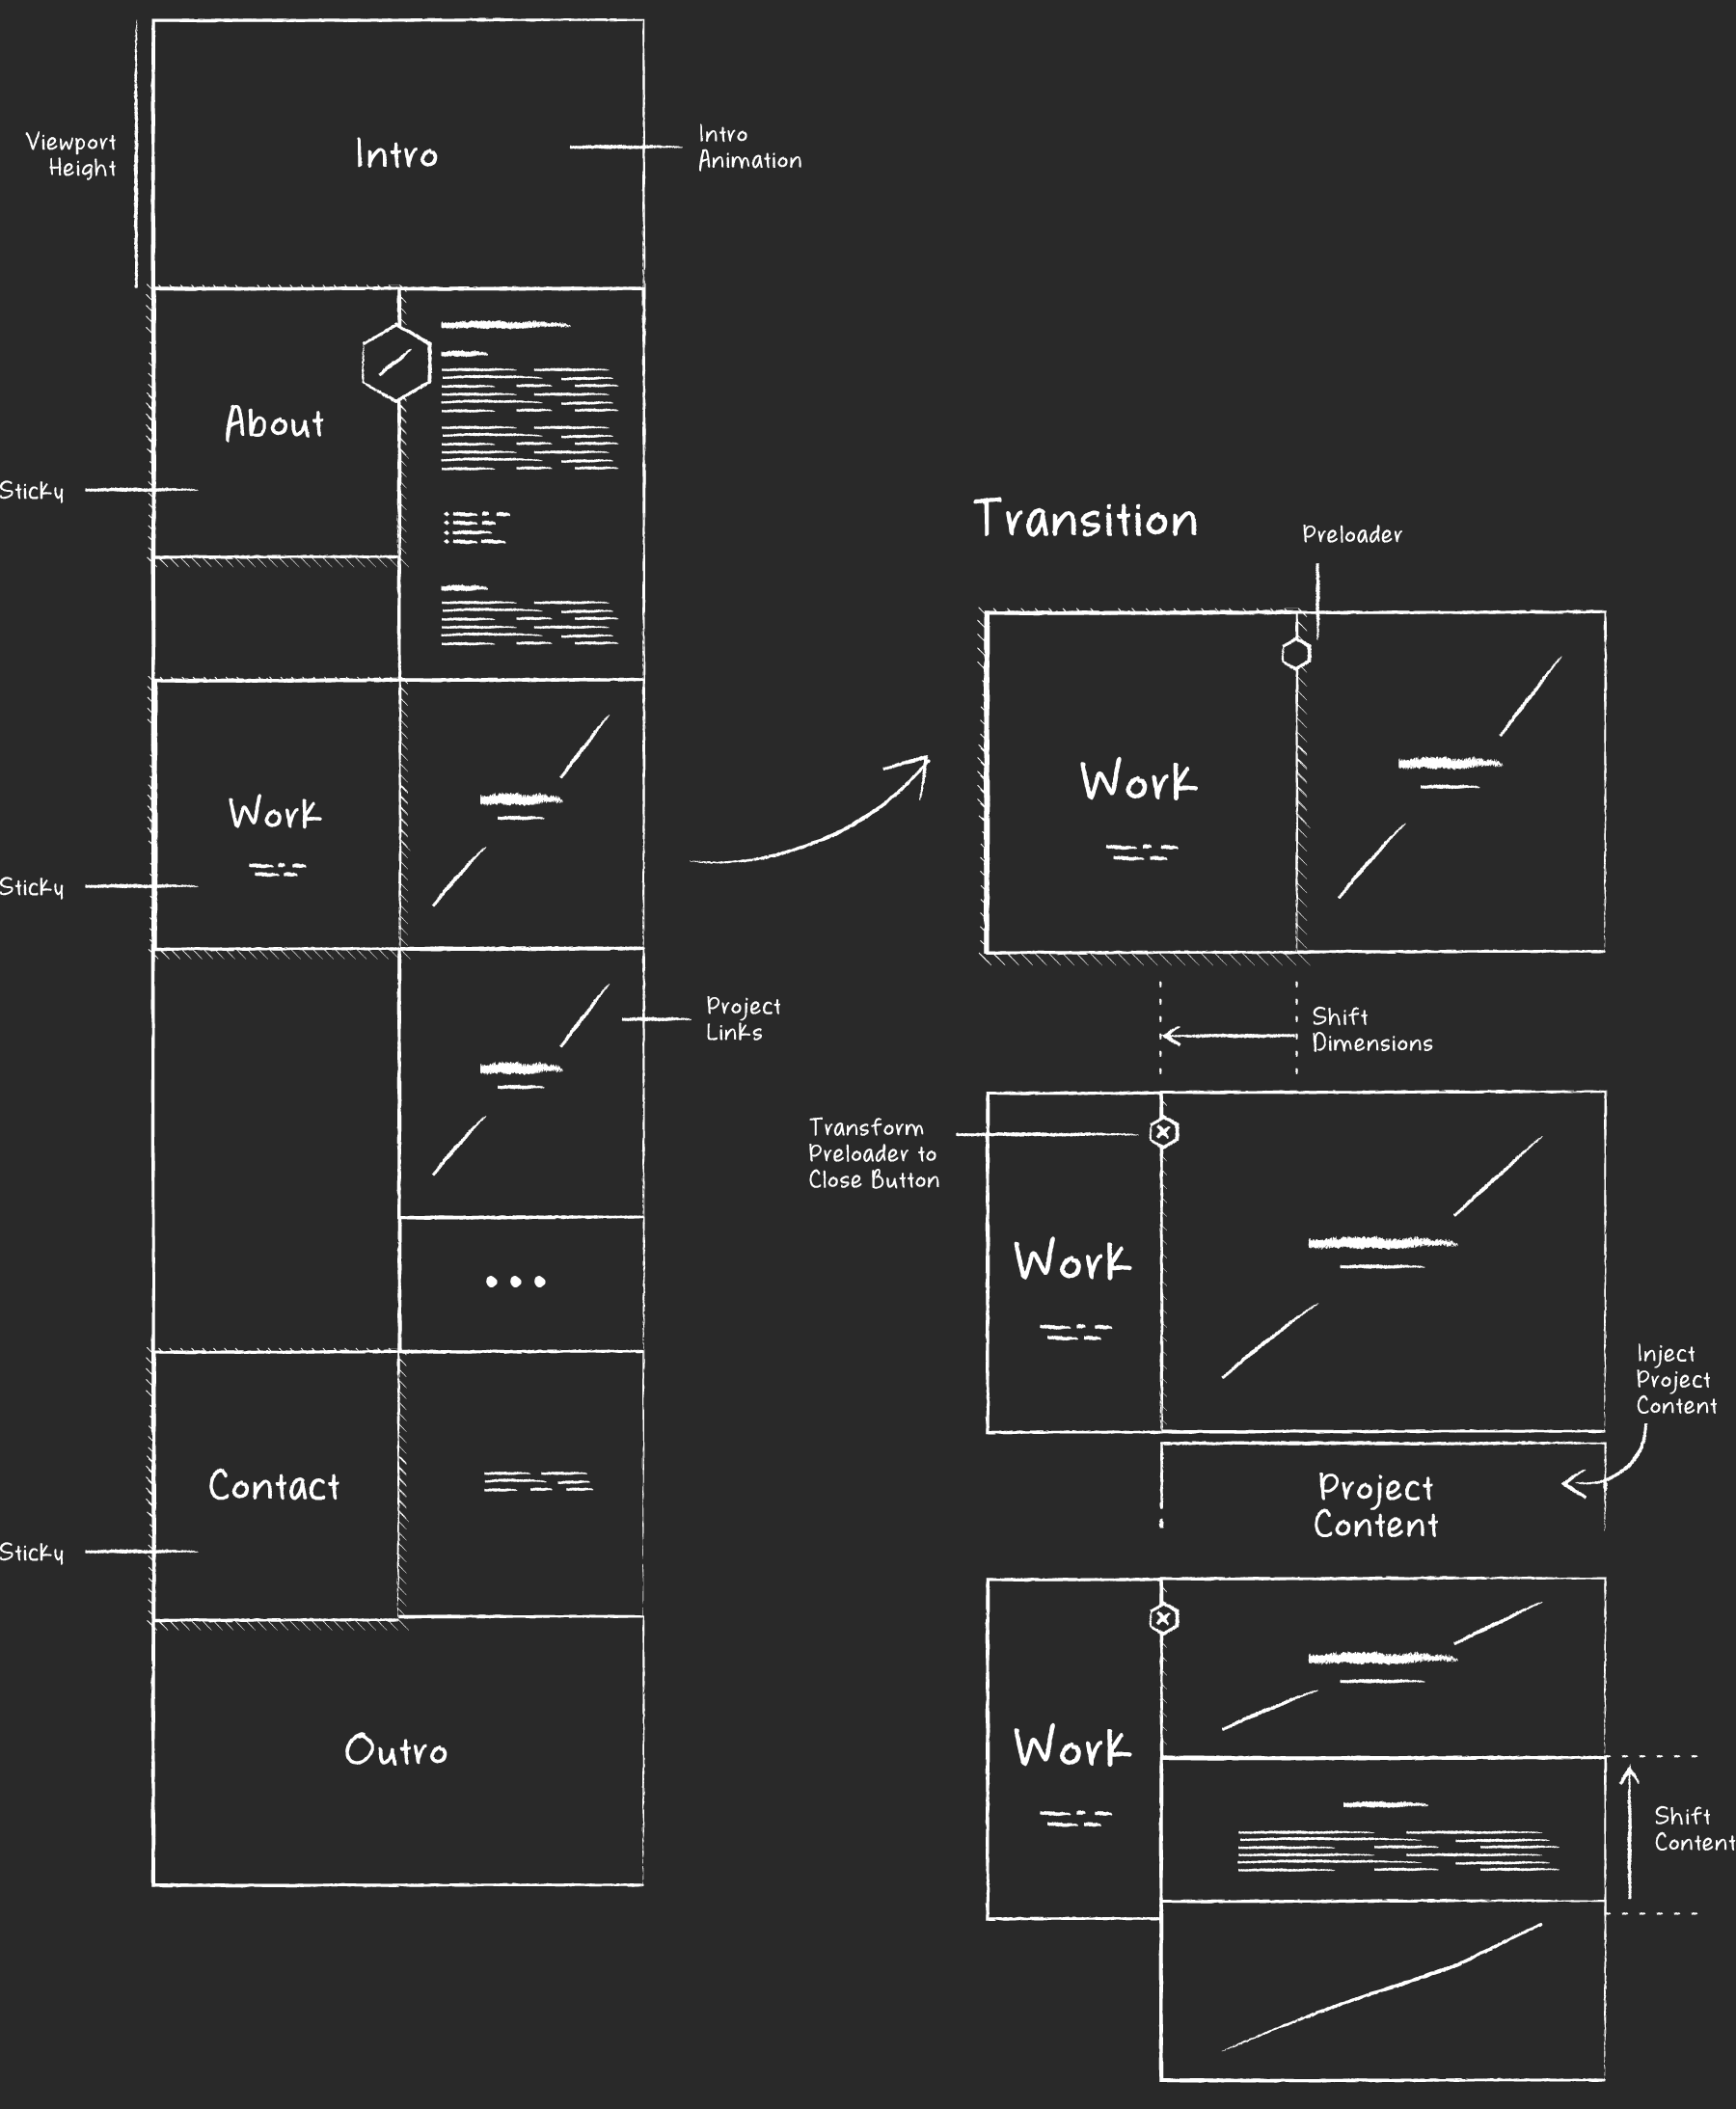 Viewport
Height
Intro
Intro
Animation
About
Sticky
Work
Sticky
Project
Links
Contact
Sticky
Outro
Transition
Preloader
Work
Shift
Dimensions
Transform
Preloader to
Close Button
Work
Inject
Project
Content
Project
Content
Work
Shift
Content